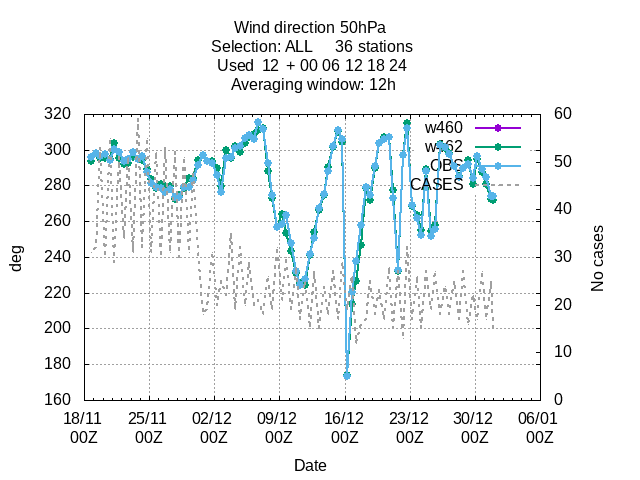 Wind direction 50hPa
Selection: ALL 36 stations
Used 12 + 00 06 12 18 24
Averaging window: 12h
320 60
w460
w462
300 50
OBS
280 CASES
40
260
deg
240 30 No cases
220
20
200
180 10
160 0
18/11 25/11 02/12 09/12 16/12 23/12 30/12 06/01
00Z 00Z 00Z 00Z 00Z 00Z 00Z 00Z
Date